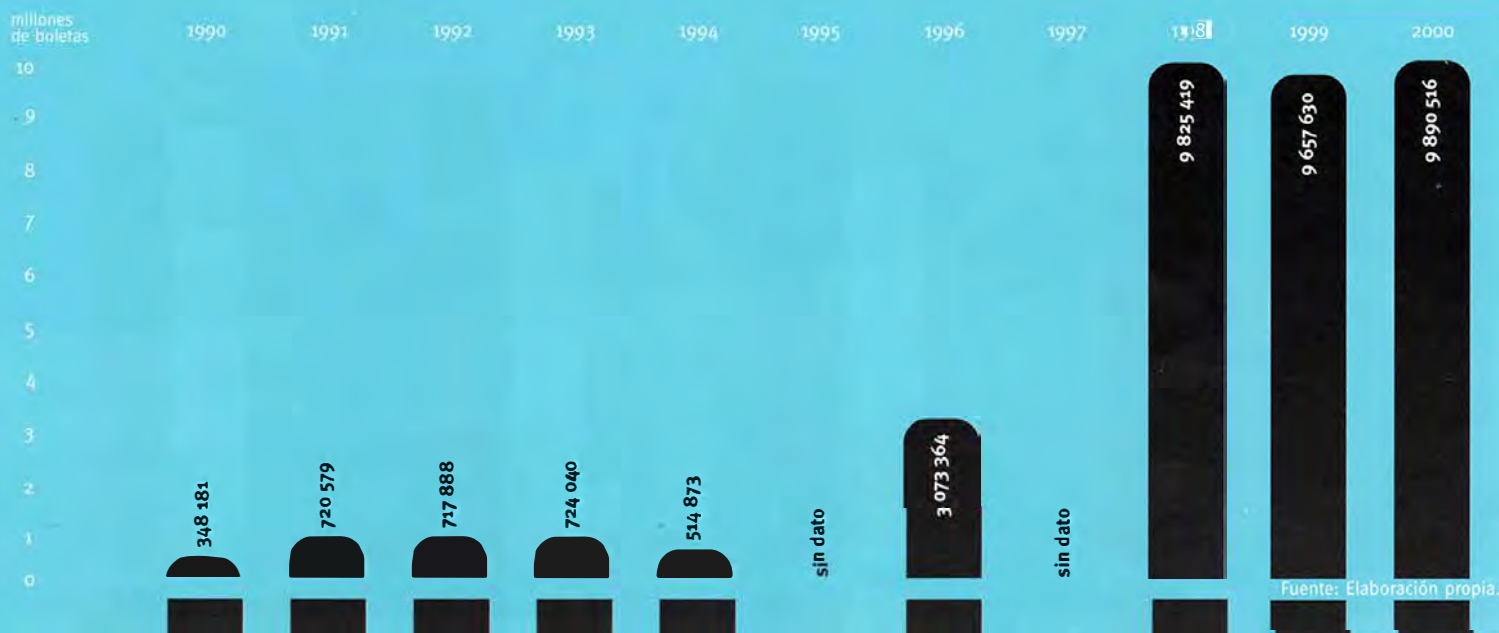 millones
de boletas
1990 1991 1992 1993 1994 1995 1996 1997 1998 1999 2000
10
9
8
7
6
5
4
3
2
1
0
348 181
720 579
717 888
724 040
514 873
sin dato
3 073 364
sin dato
9 825 419
9 657 630
9 890 516
Fuente: Elaboración propia.